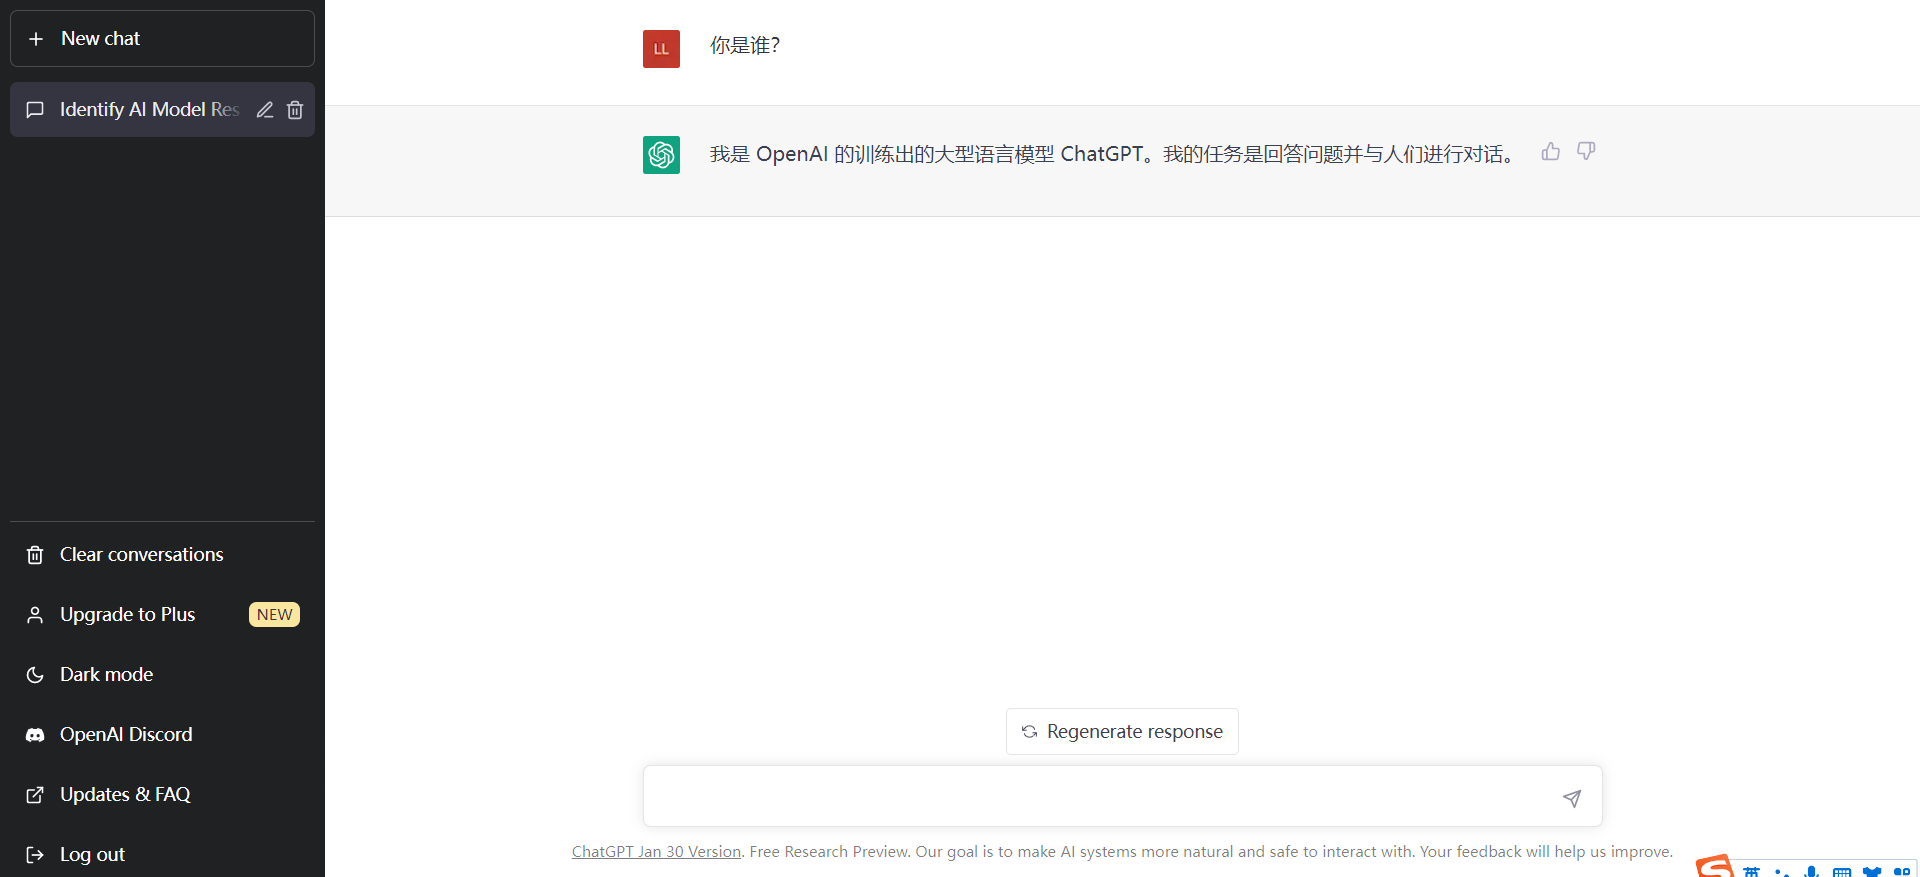 New chat
Identify AI Model Res
Clear conversations
Upgrade to Plus NEW
Dark mode
OpenAI Discord
Updates & FAQ
Log out
LL 你是谁？
我是 OpenAI 的训练出的大型语言模型 ChatGPT。我的任务是回答问题并与人们进行对话。
Regenerate response
ChatGPT Jan 30 Version. Free Research Preview. Our goal is to make AI systems more natural and safe to interact with. Your feedback will help us improve.
英